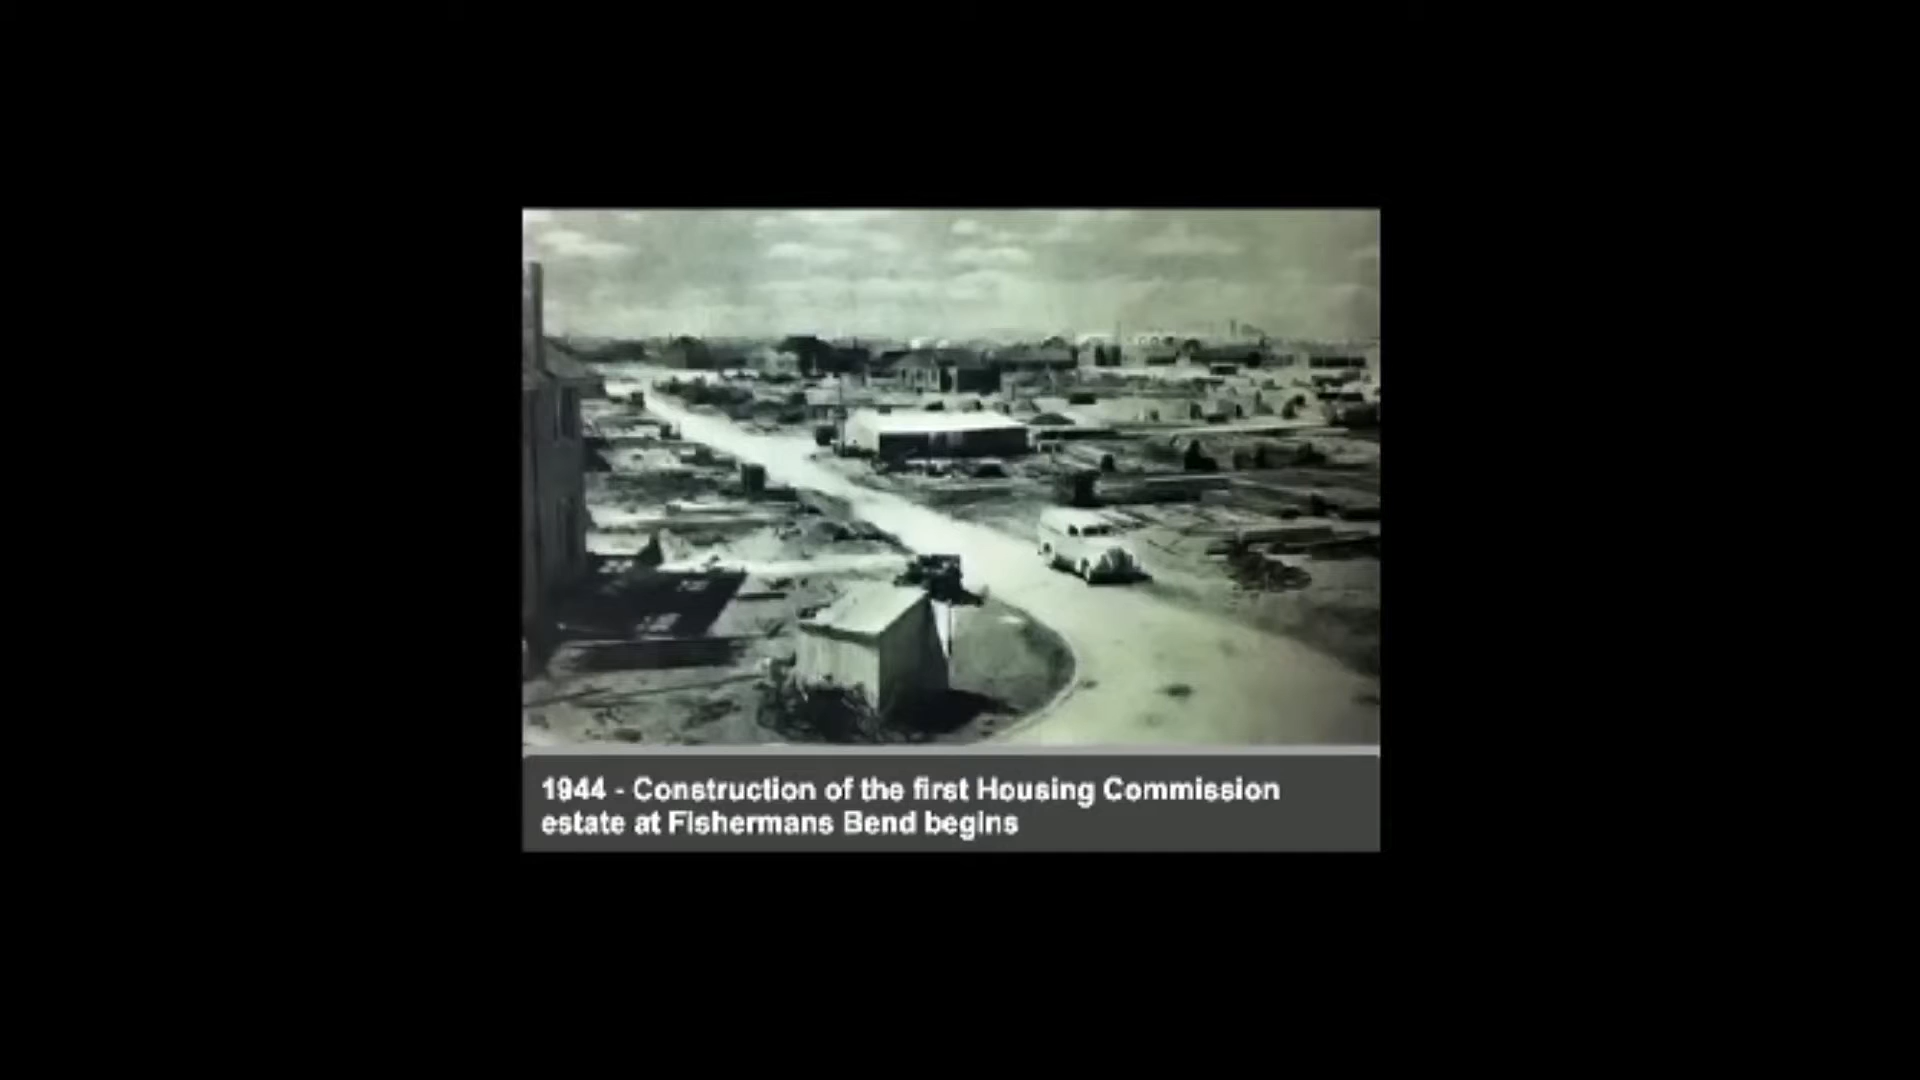 1944 - Construction of the first Housing Commission
estate at Fishermans Bend begins